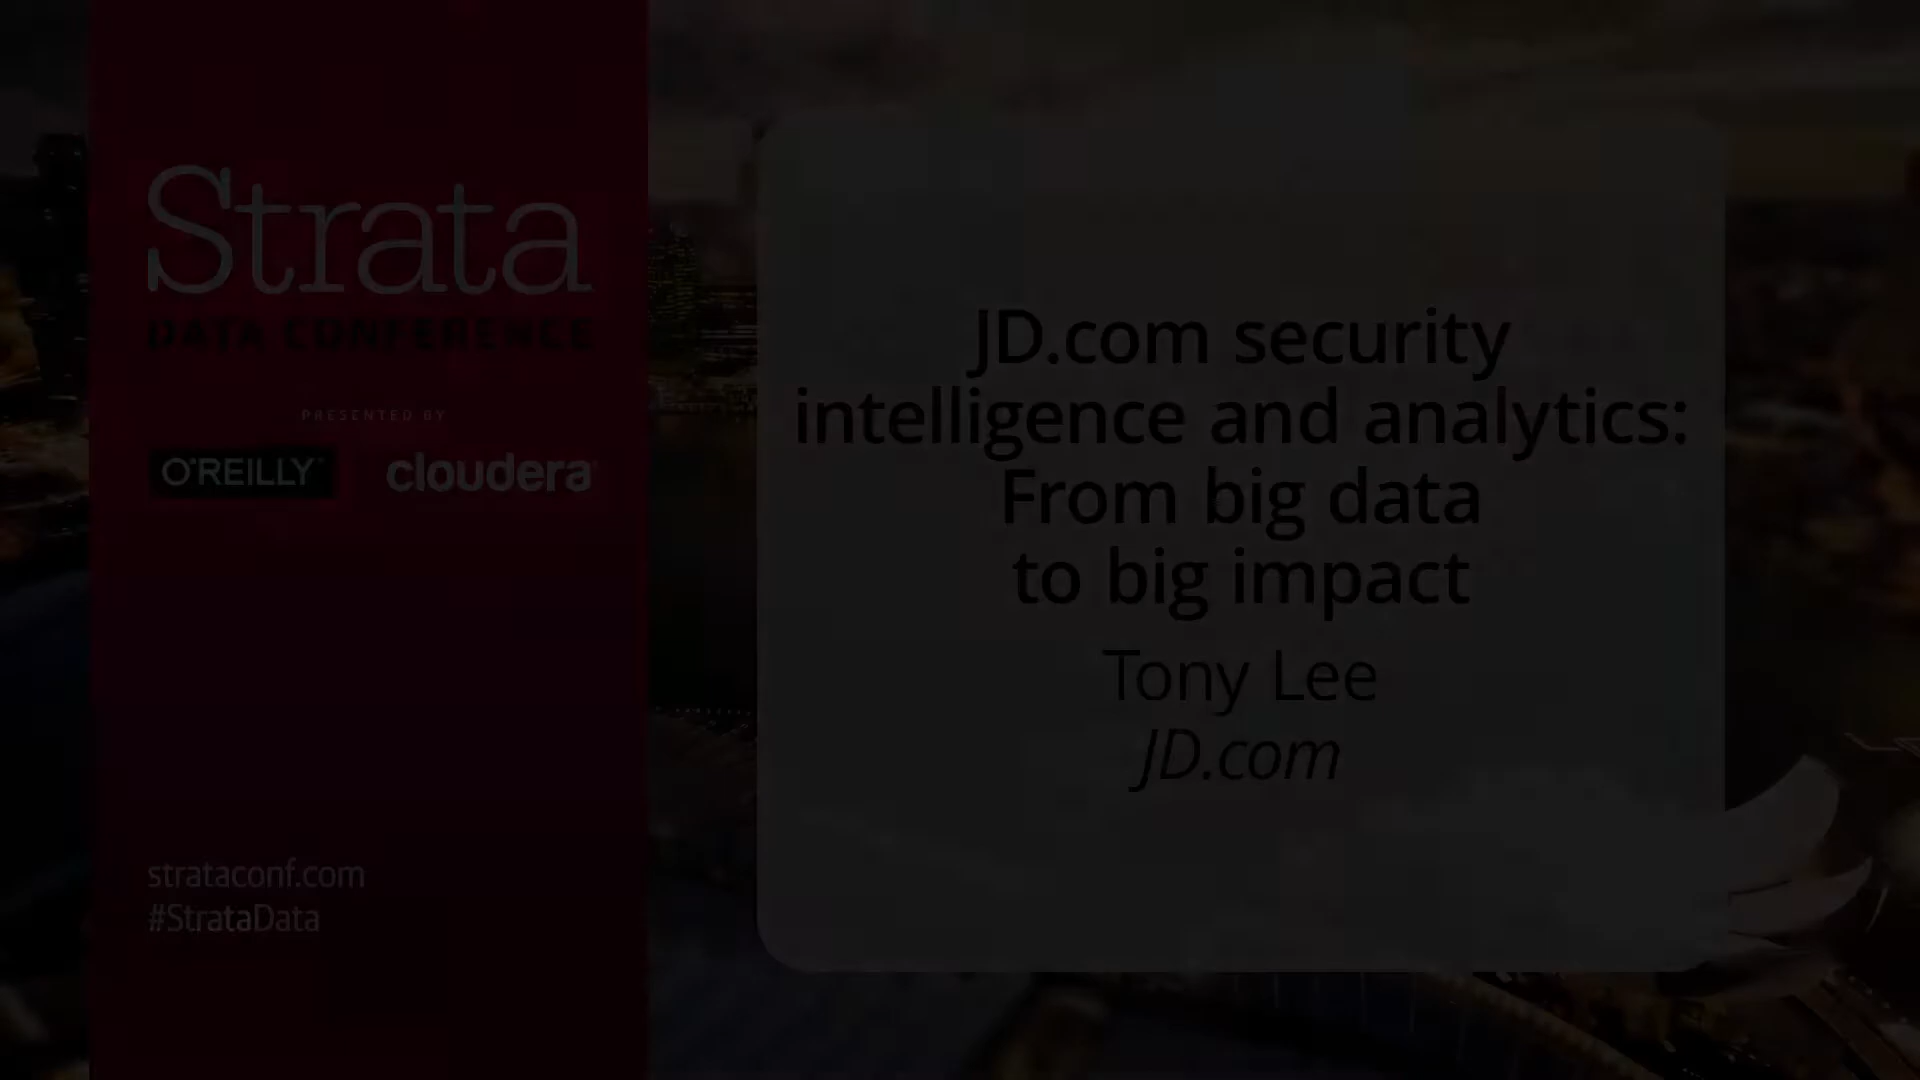 Strata
DATA CONFERENCE
PRESENTED BY
O'REILLY
cloudera
strataconf.com
#StrataData
JD.com security
intelligence and analytics:
From big data
to big impact
Tony Lee
JD.com